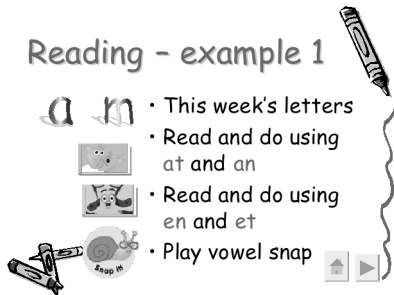 Reading – example 1
a m
• This week's letters
• Read and do using
at and an
• Read and do using
en and et
• Play vowel snap
Snap it!